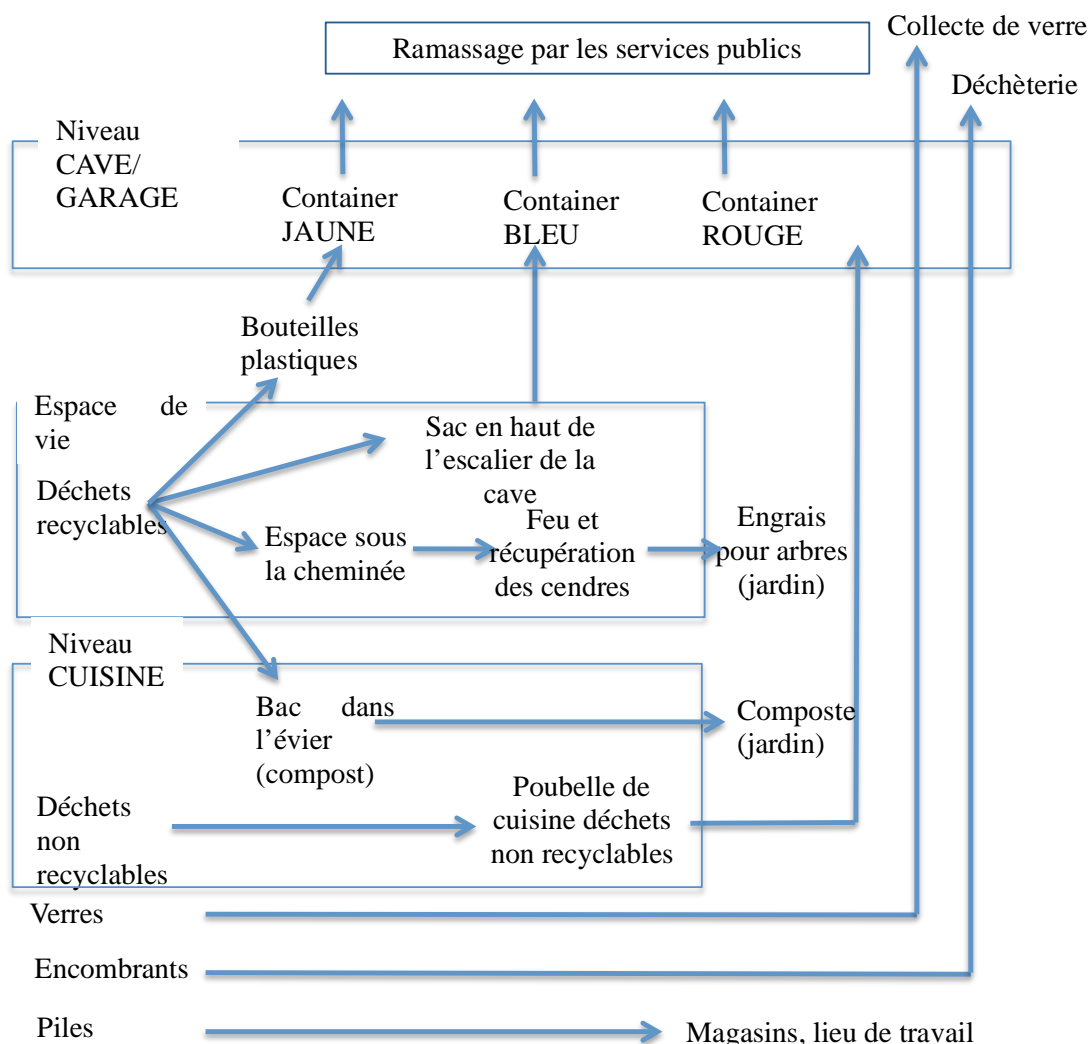 Collecte de verre
Ramassage par les services publics
Déchèterie
Niveau
CAVE/
GARAGE
Container
JAUNE
Container
BLEU
Container
ROUGE
Bouteilles
plastiques
Espace de
vie
Sac en haut de
l’escalier de la
cave
Déchets
recyclables
Espace sous
la cheminée
Feu et
récupération
des cendres
Engrais
pour arbres
(jardin)
Niveau
CUISINE
Bac dans
l’évier
(compost)
Composte
(jardin)
Déchets
non
recyclables
Poubelle de
cuisine déchets
non recyclables
Verres
Encombrants
Piles
Magasins, lieu de travail